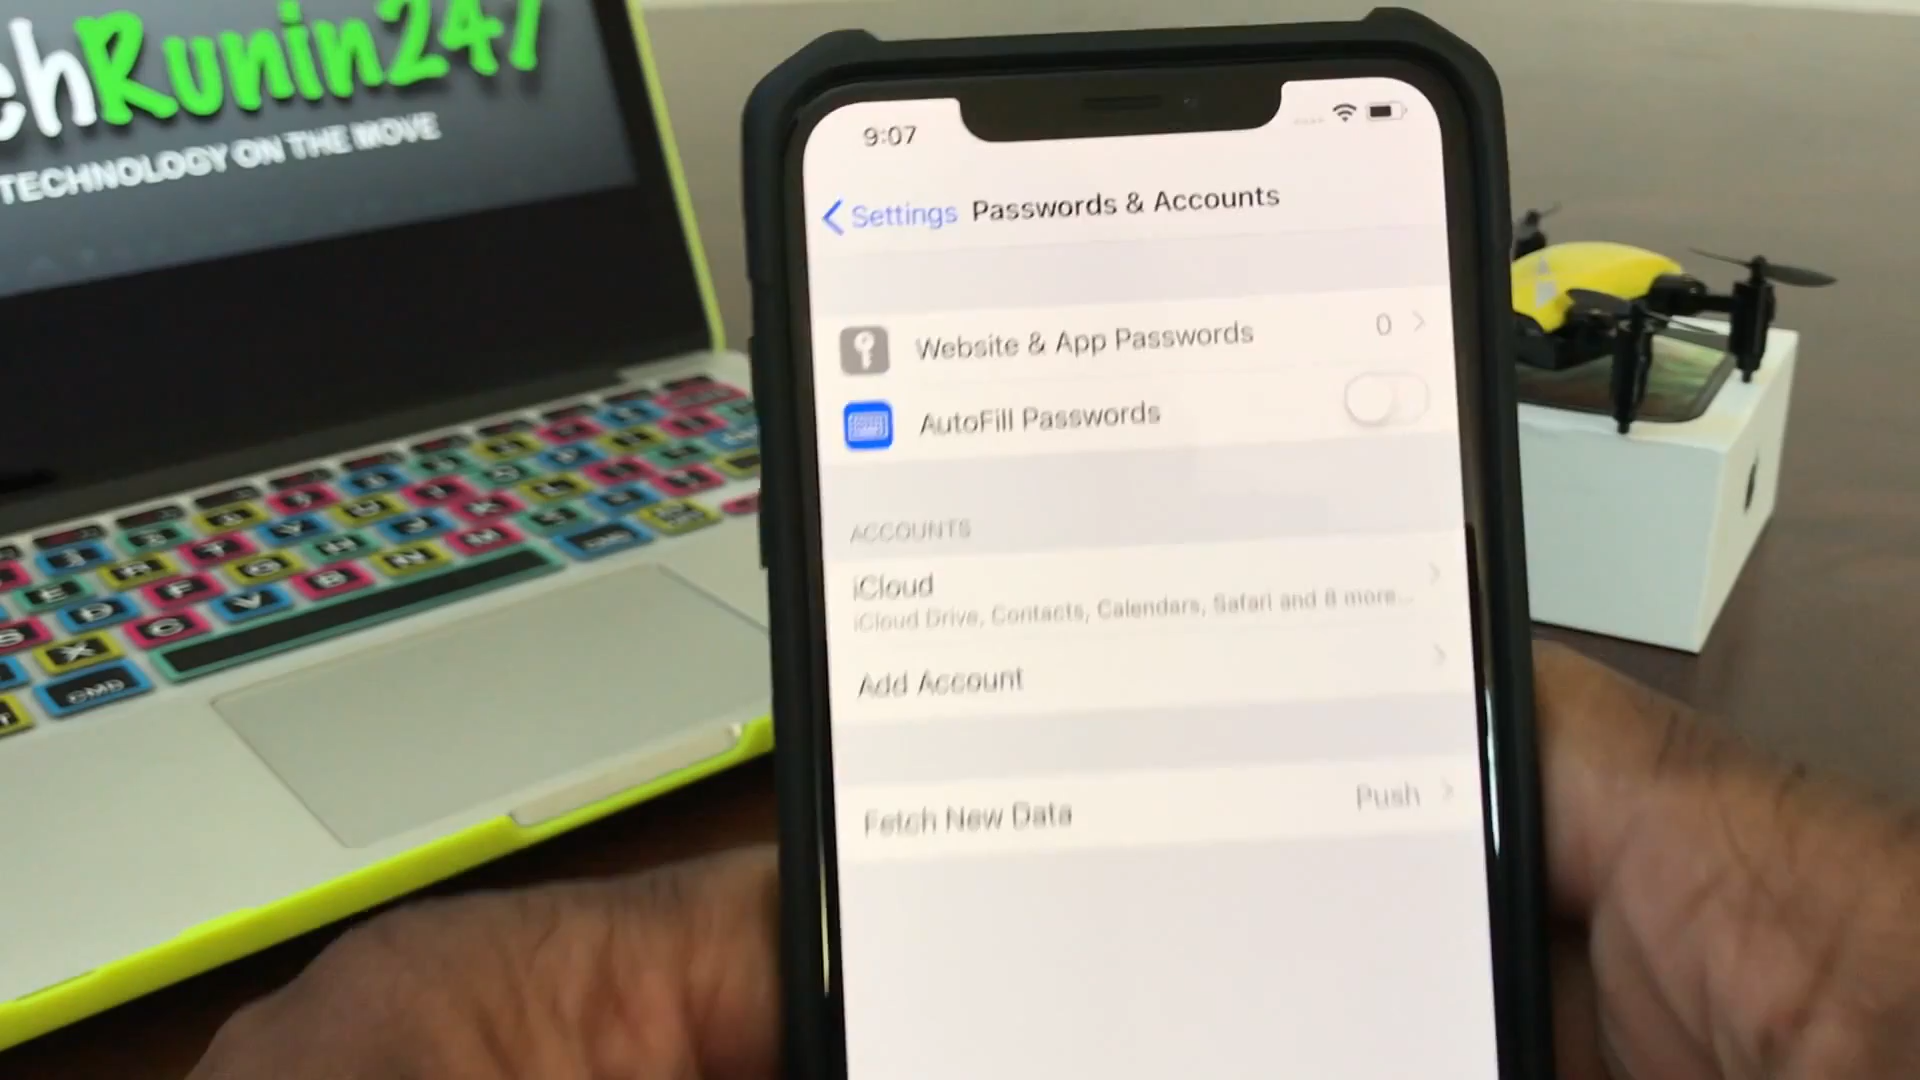 chRunin247
TECHNOLOGY ON THE MOVE
9:07
Settings Passwords & Accounts
Website & App Passwords 0
AutoFill Passwords
ACCOUNTS
iCloud
iCloud Drive, Contacts, Calendars, Safari and 8 more...
Add Account
Fetch New Data Push
CMD